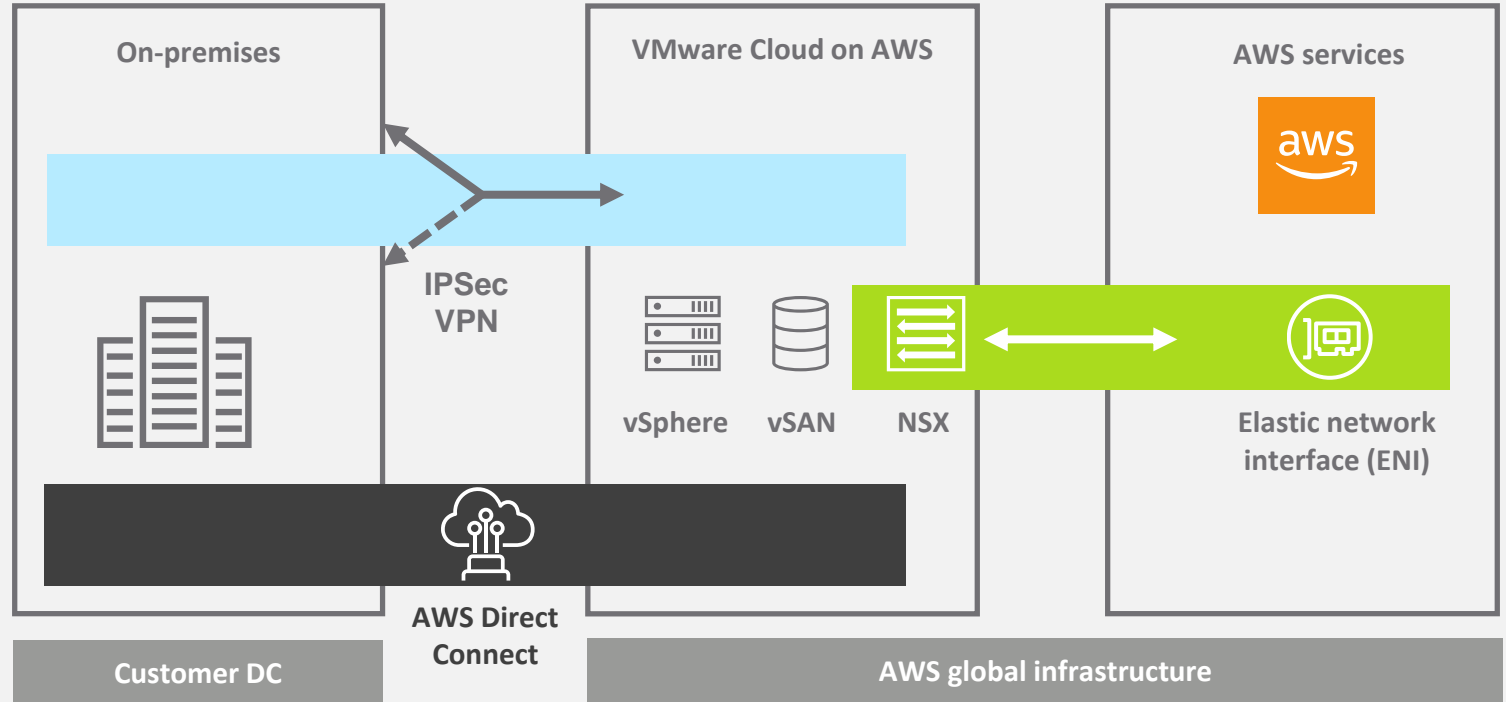 On-premises
VMware Cloud on AWS
AWS services
aws
IPSec
VPN
vSphere
vSAN
NSX
Elastic network
interface (ENI)
AWS Direct
Connect
Customer DC
AWS global infrastructure